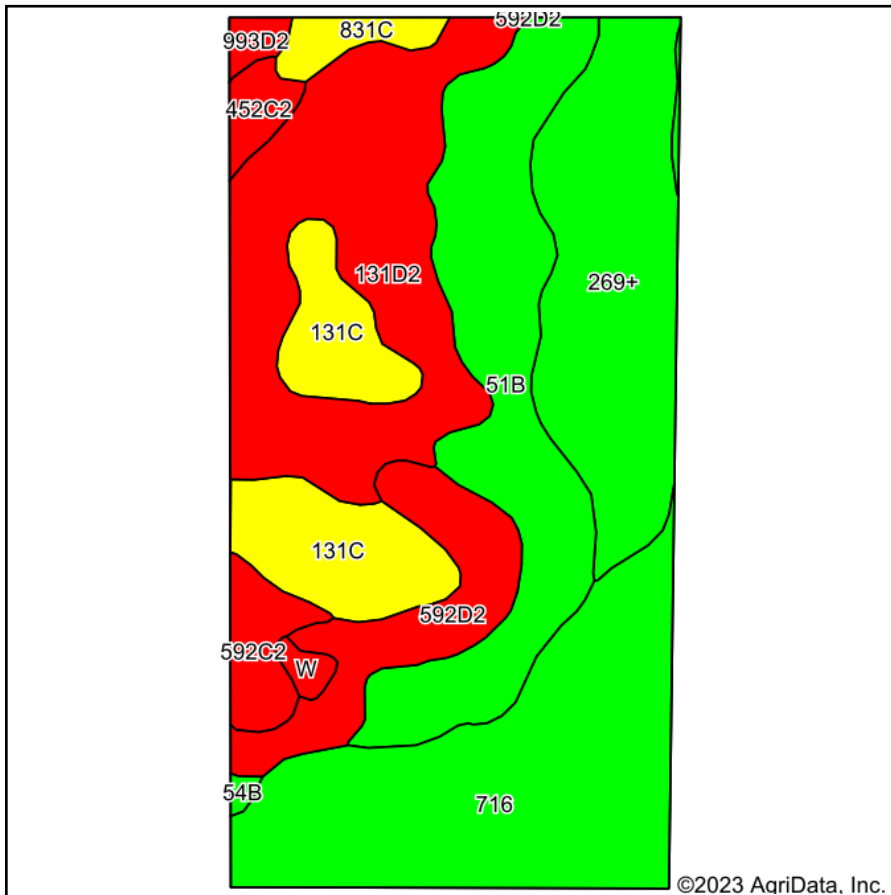 592D2
831C
993D2
452C2
131D2
269+
131C
51B
131C
592D2
592C2
W
54B
716
©2023 AgriData, Inc.